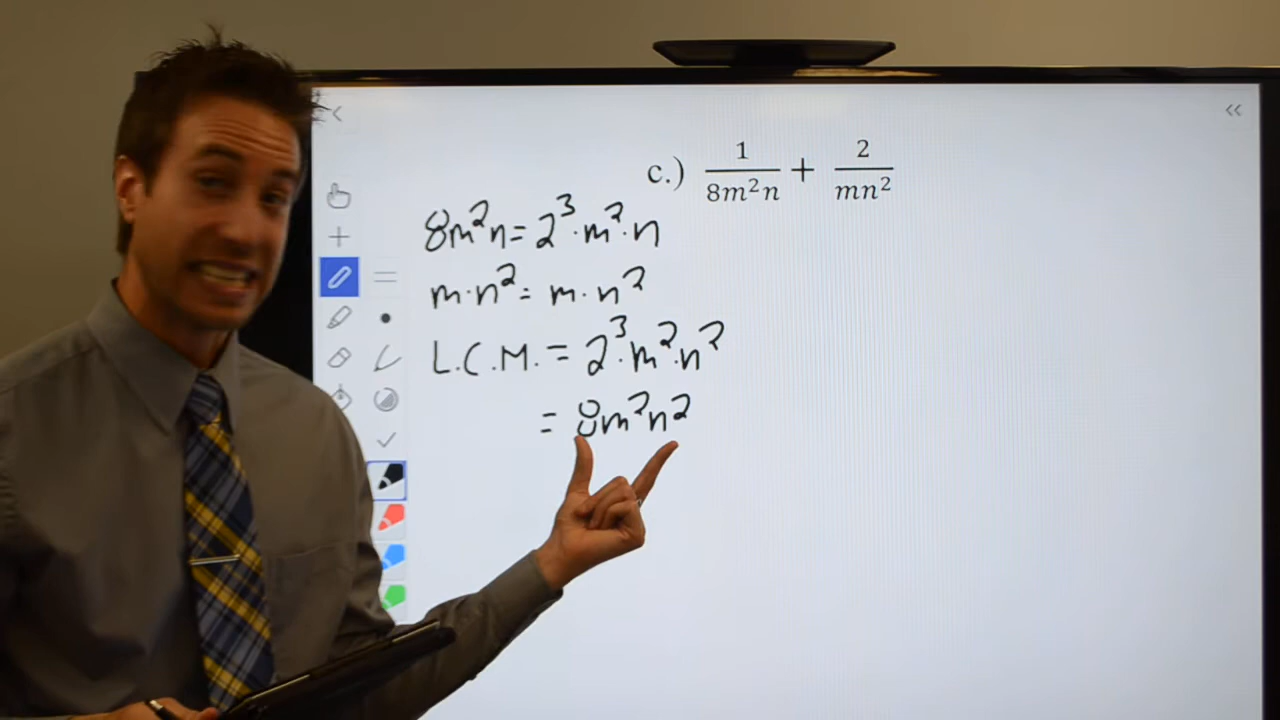 c.) 1/(8m²n) + 2/(mn²)
8m²n = 2³·m²·n
m·n² = m·n²
L.C.M. = 2³·m²·n²
= 8m²n²